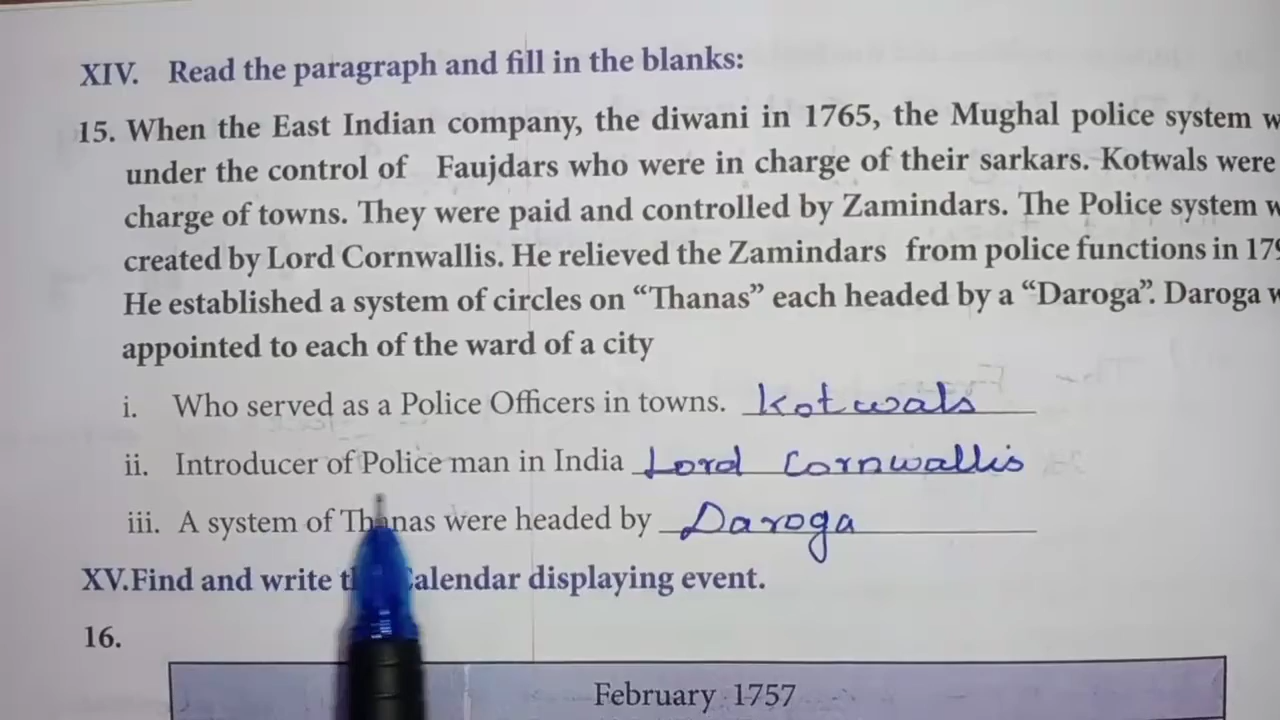 XIV. Read the paragraph and fill in the blanks:
15. When the East Indian company, the diwani in 1765, the Mughal police system
under the control of Faujdars who were in charge of their sarkars. Kotwals were
charge of towns. They were paid and controlled by Zamindars. The Police system
created by Lord Cornwallis. He relieved the Zamindars from police functions in
He established a system of circles on “Thanas” each headed by a “Daroga”. Daroga
appointed to each of the ward of a city
i. Who served as a Police Officers in towns. Kotwals
ii. Introducer of Police man in India Lord Cornwallis
iii. A system of Thanas were headed by Daroga
XV. Find and write Calendar displaying event.
16.
February 1757